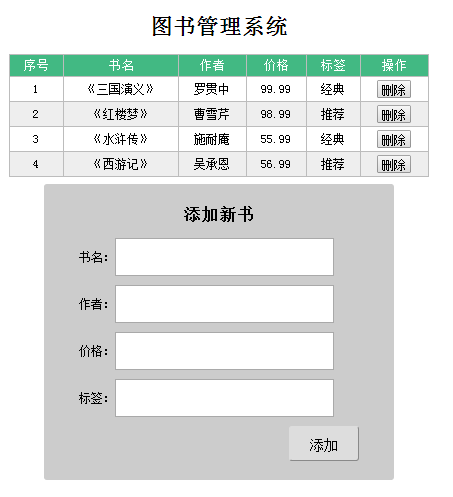 图书管理系统
序号 书名 作者 价格 标签 操作
1 《三国演义》 罗贯中 99.99 经典 删除
2 《红楼梦》 曹雪芹 98.99 推荐 删除
3 《水浒传》 施耐庵 55.99 经典 删除
4 《西游记》 吴承恩 56.99 推荐 删除
添加新书
书名：
作者：
价格：
标签：
添加